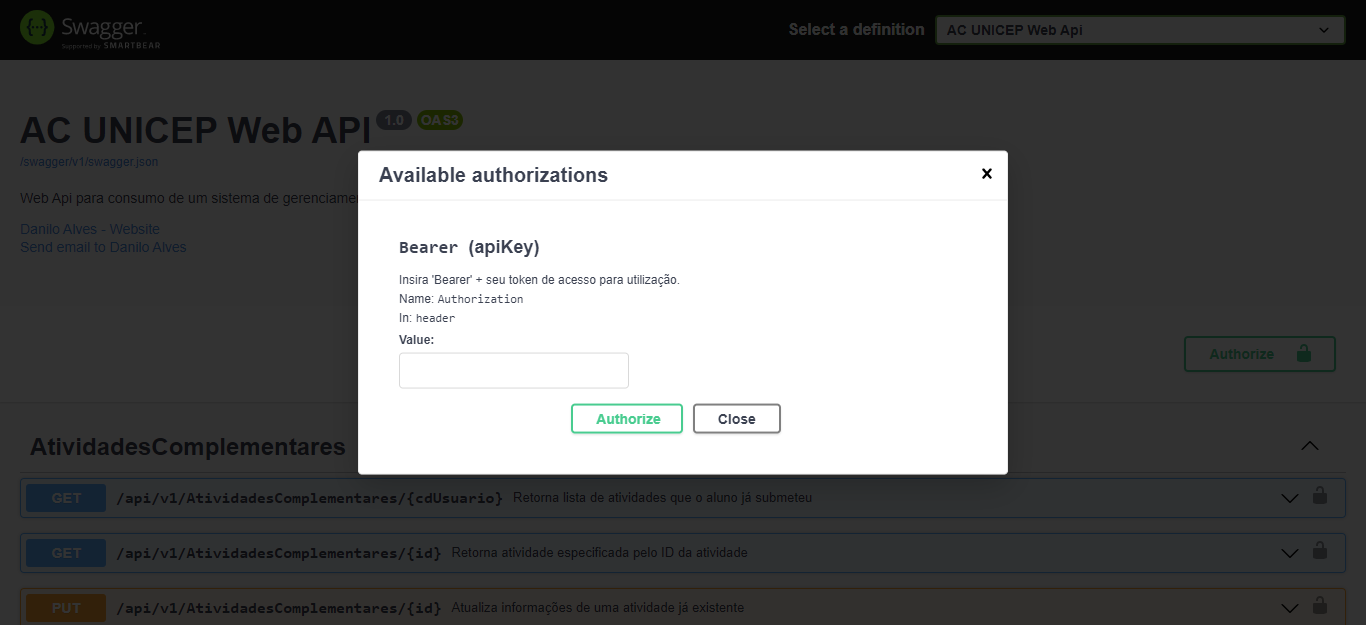 {··} Swagger.
Supported by SMARTBEAR
Select a definition
AC UNICEP Web Api
AC UNICEP Web API 1.0 OAS3
/swagger/v1/swagger.json
Web Api para consumo de um sistema de
Danilo Alves - Website
Send email to Danilo Alves
Available authorizations
Bearer (apiKey)
Insira 'Bearer' + seu token de acesso para utilização.
Name: Authorization
In: header
Value:
Authorize Close
Authorize
AtividadesComplementares
GET /api/v1/AtividadesComplementares/{cdUsuario} Retorna lista de atividades que o aluno já submeteu
GET /api/v1/AtividadesComplementares/{id} Retorna atividade especificada pelo ID da atividade
PUT /api/v1/AtividadesComplementares/{id} Atualiza informações de uma atividade já existente